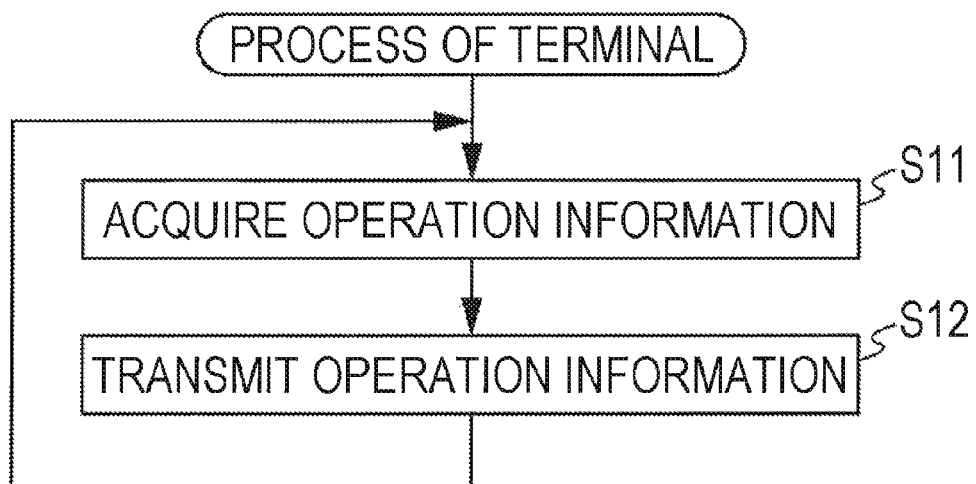 PROCESS OF TERMINAL
S11
ACQUIRE OPERATION INFORMATION
S12
TRANSMIT OPERATION INFORMATION